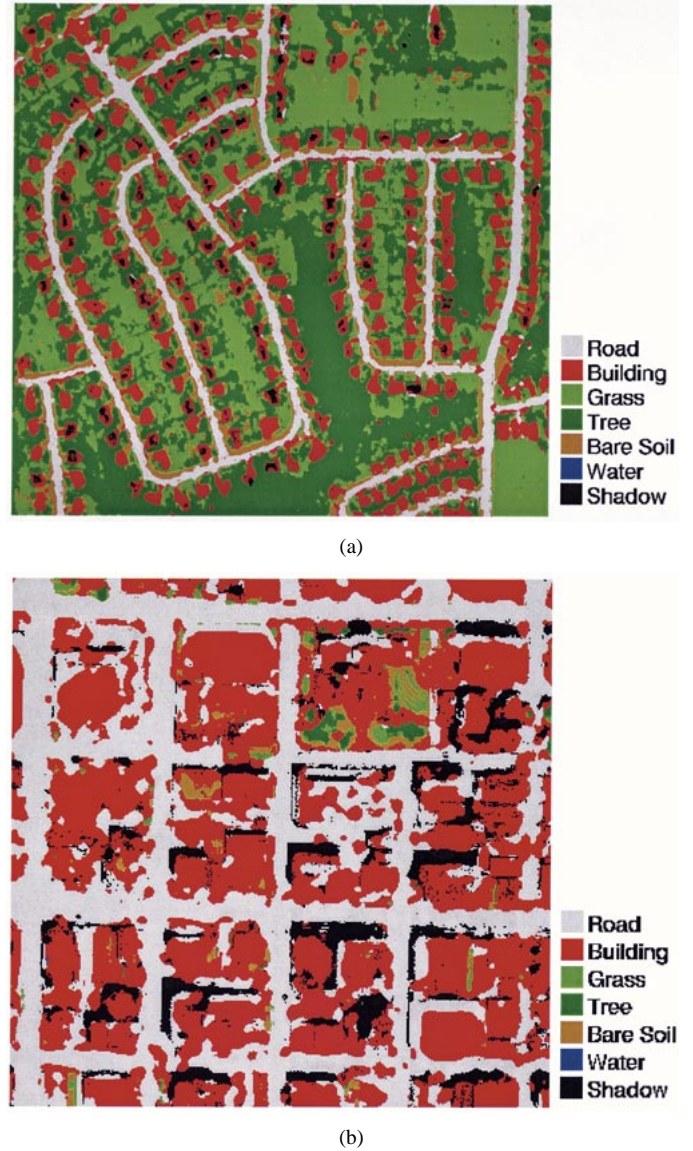 Road
Building
Grass
Tree
Bare Soil
Water
Shadow
(a)
Road
Building
Grass
Tree
Bare Soil
Water
Shadow
(b)